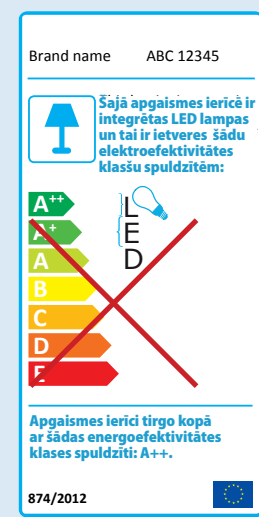 Brand name ABC 12345
Šajā apgaismes ierīcē ir
integrētas LED lampas
un tai ir ietveres šādu
elektroefektivitātes
klašu spuldzītēm:
A++
A+
A
B
C
D
E
L
E
D
Apgaismes ierīci tirgo kopā
ar šādas energoefektivitātes
klases spuldzīti: A++.
874/2012